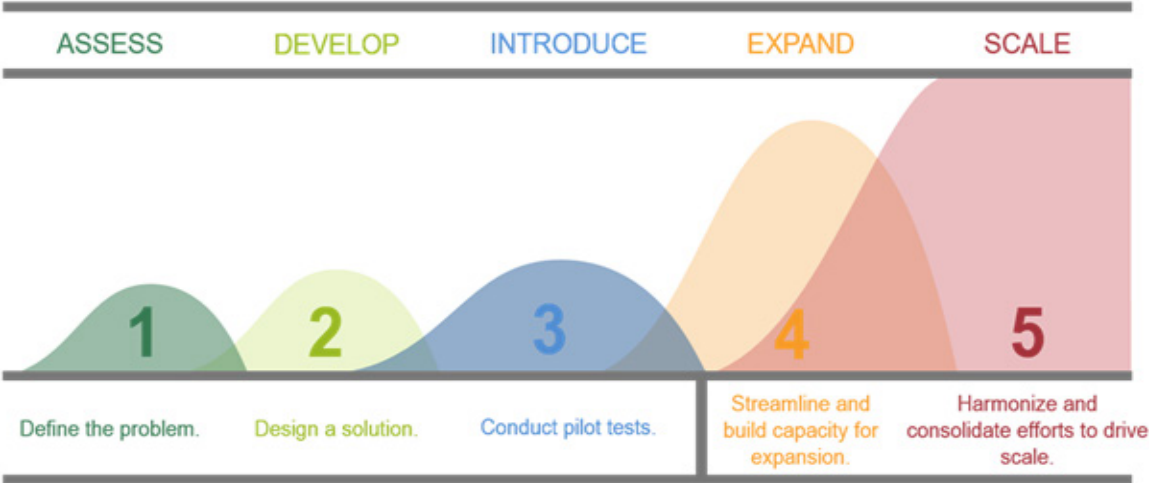 ASSESS DEVELOP INTRODUCE EXPAND SCALE
1 2 3 4 5
Define the problem.
Design a solution.
Conduct pilot tests.
Streamline and
build capacity for
expansion.
Harmonize and
consolidate efforts to drive
scale.